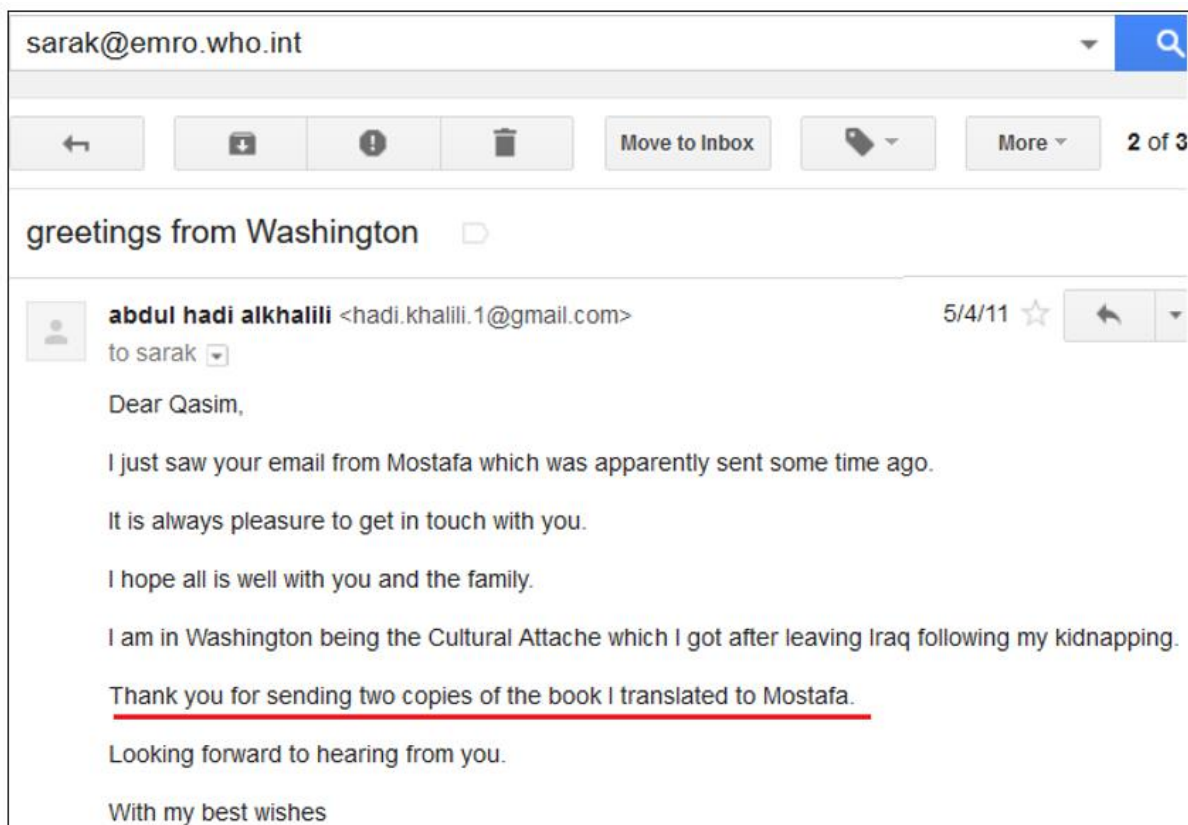 sarak@emro.who.int
Move to Inbox
More
2 of 3
greetings from Washington
abdul hadi alkhalili <hadi.khalili.1@gmail.com>
5/4/11
to sarak
Dear Qasim,
I just saw your email from Mostafa which was apparently sent some time ago.
It is always pleasure to get in touch with you.
I hope all is well with you and the family.
I am in Washington being the Cultural Attache which I got after leaving Iraq following my kidnapping.
Thank you for sending two copies of the book I translated to Mostafa.
Looking forward to hearing from you.
With my best wishes